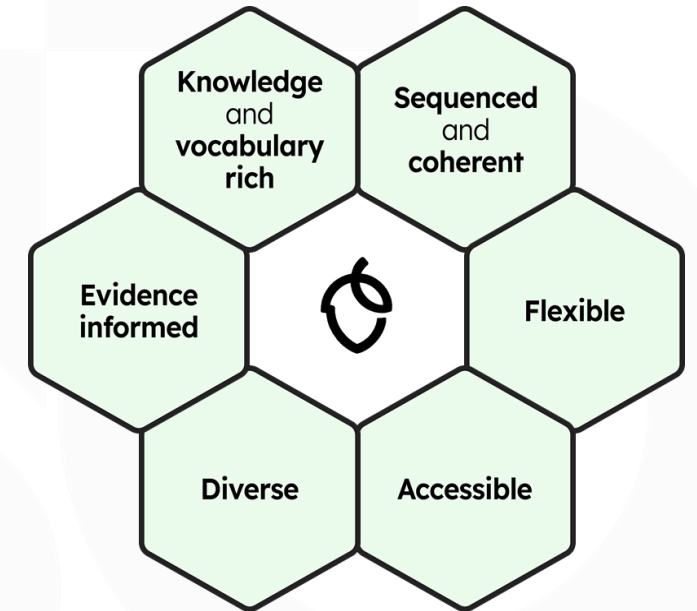 Knowledge
and
vocabulary
rich
Sequenced
and
coherent
Evidence
informed
Flexible
Diverse
Accessible